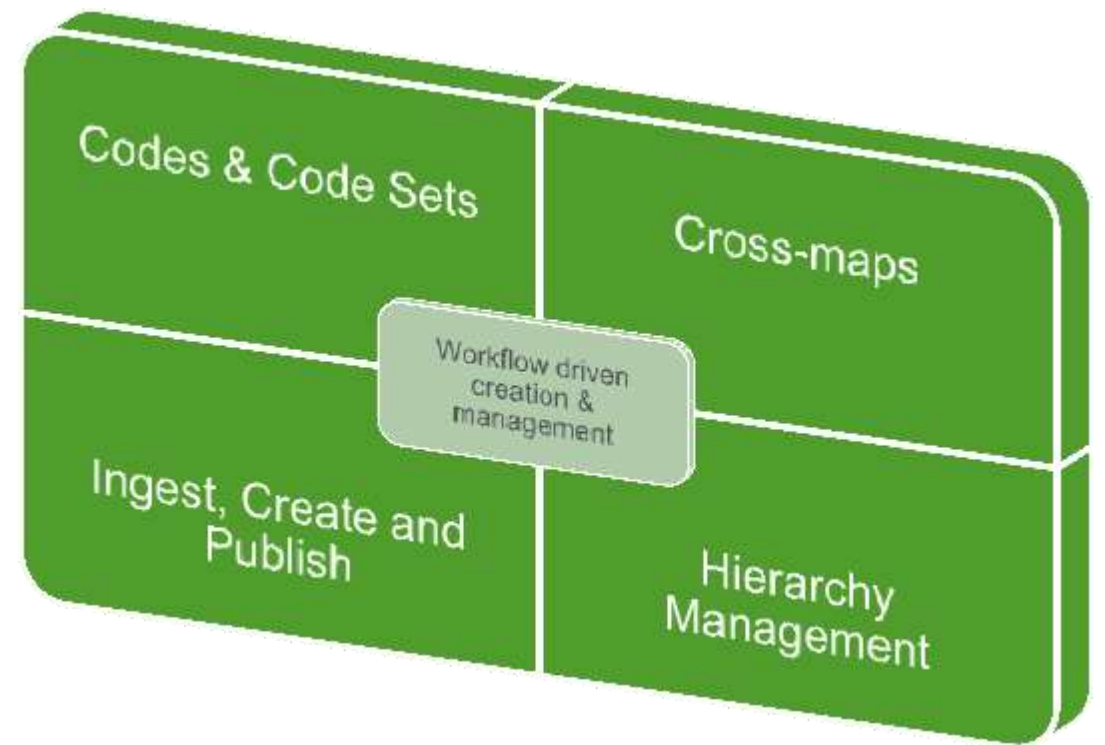 Codes & Code Sets
Cross-maps
Workflow driven
creation &
management
Ingest, Create and
Publish
Hierarchy
Management